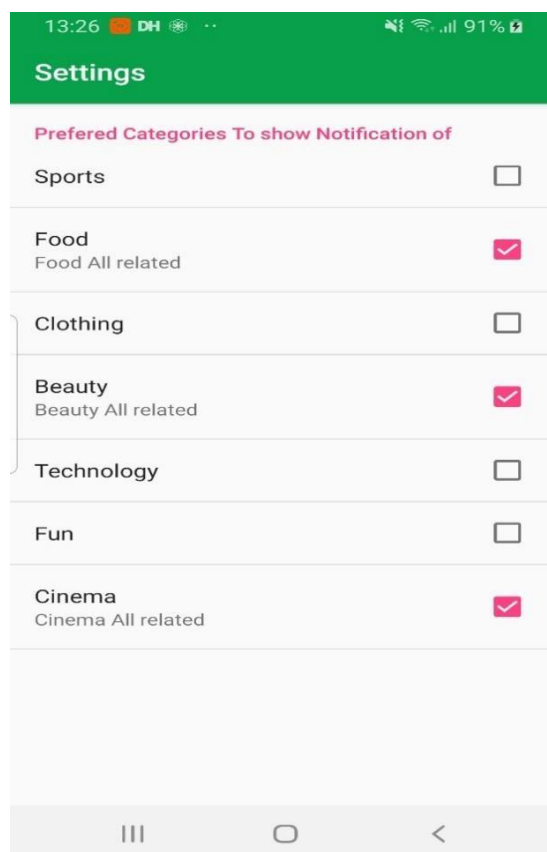 13:26 DH 91%
Settings
Prefered Categories To show Notification of
Sports
Food
Food All related
Clothing
Beauty
Beauty All related
Technology
Fun
Cinema
Cinema All related